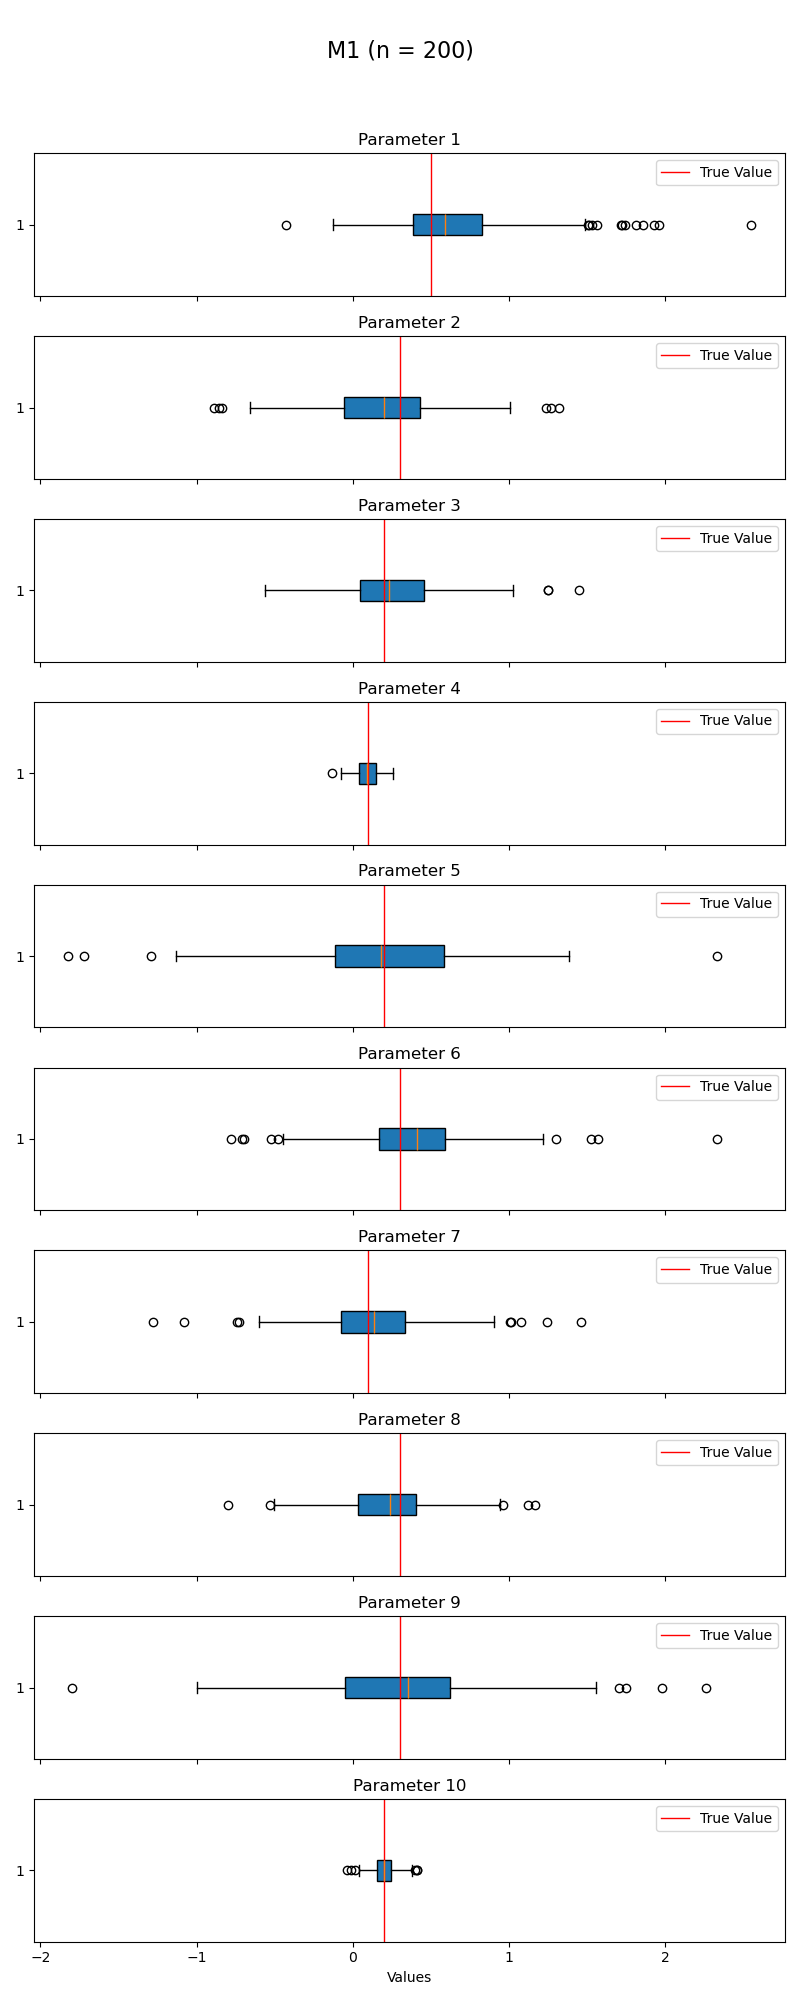 M1 (n = 200)
Parameter 1
True Value
1
Parameter 2
True Value
1
Parameter 3
True Value
1
Parameter 4
True Value
1
Parameter 5
True Value
1
Parameter 6
True Value
1
Parameter 7
True Value
1
Parameter 8
True Value
1
Parameter 9
True Value
1
Parameter 10
True Value
1
−2 −1 0 1 2
Values